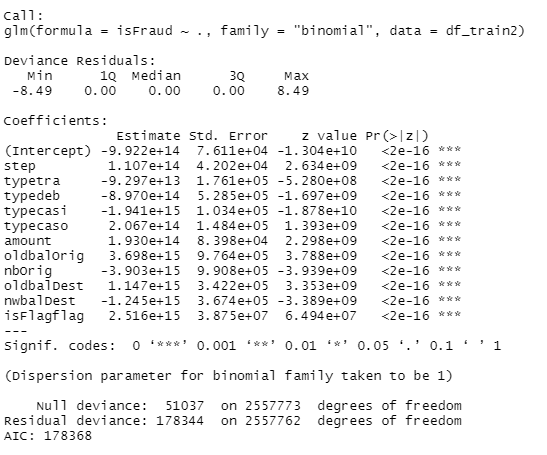 Call:
glm(formula = isFraud ~ ., family = "binomial", data = df_train2)
Deviance Residuals:
Min 1Q Median 3Q Max
-8.49 0.00 0.00 0.00 8.49
Coefficients:
Estimate Std. Error z value Pr(>|z|)
(Intercept) -9.922e+14 7.611e+04 -1.304e+10 <2e-16 ***
step 1.107e+14 4.202e+04 2.634e+09 <2e-16 ***
typetra -9.297e+13 1.761e+05 -5.280e+08 <2e-16 ***
typedeb -8.970e+14 5.285e+05 -1.697e+09 <2e-16 ***
typecasi -1.941e+15 1.034e+05 -1.878e+10 <2e-16 ***
typecaso 2.067e+14 1.484e+05 1.393e+09 <2e-16 ***
amount 1.930e+14 8.398e+04 2.298e+09 <2e-16 ***
oldbalorig 3.698e+15 9.764e+05 3.788e+09 <2e-16 ***
nborig -3.903e+15 9.908e+05 -3.939e+09 <2e-16 ***
oldbalDest 1.147e+15 3.422e+05 3.353e+09 <2e-16 ***
nwbalDest -1.245e+15 3.674e+05 -3.389e+09 <2e-16 ***
isFlagflag 2.516e+15 3.875e+07 6.494e+07 <2e-16 ***
---
Signif. codes: 0 ‘***’ 0.001 ‘**’ 0.01 ‘*’ 0.05 ‘.’ 0.1 ‘ ’ 1
(Dispersion parameter for binomial family taken to be 1)
Null deviance: 51037 on 2557773 degrees of freedom
Residual deviance: 178344 on 2557762 degrees of freedom
AIC: 178368